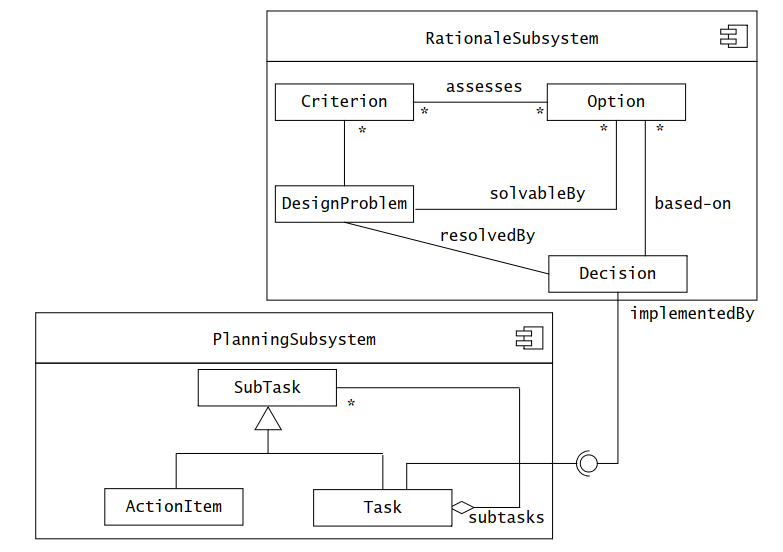 RationaleSubsystem
assesses
Criterion
Option
*
*
*
*
*
DesignProblem
solvableBy
based-on
resolvedBy
Decision
implementedBy
PlanningSubsystem
SubTask
*
ActionItem
Task
subtasks